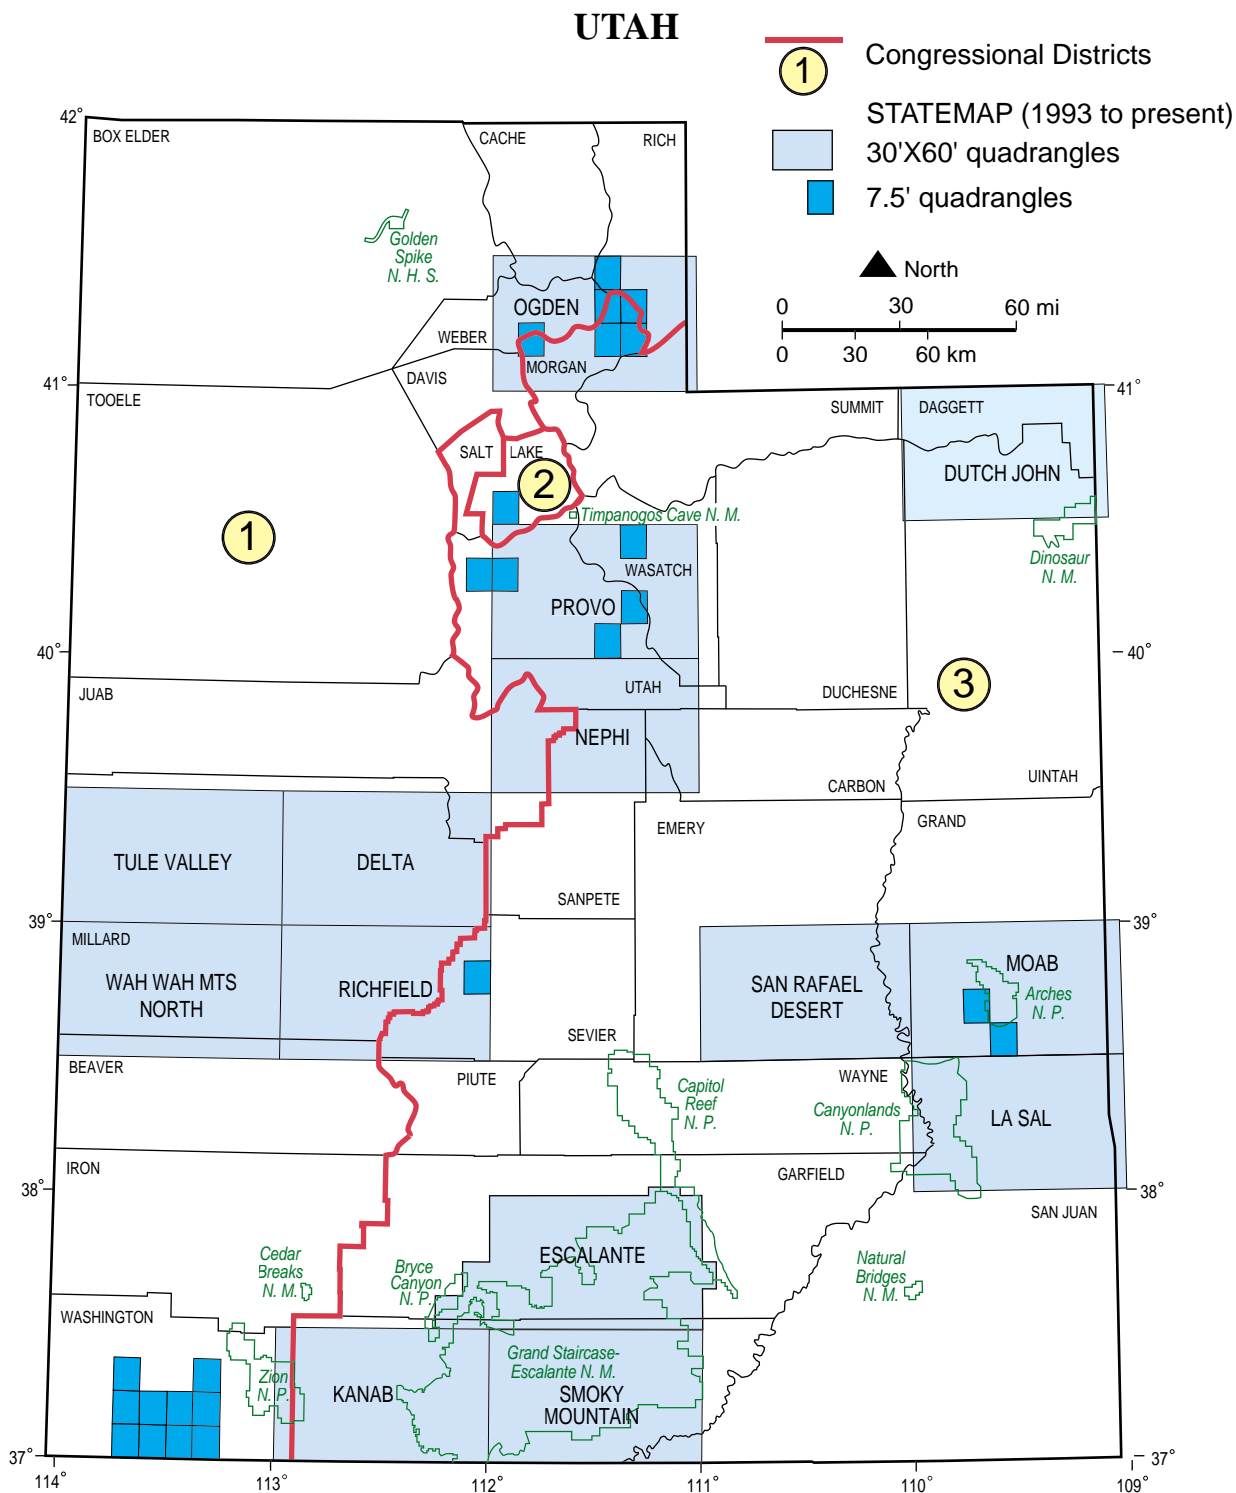 UTAH
1
Congressional Districts
STATEMAP (1993 to present)
30'X60' quadrangles
7.5' quadrangles
North
0 30 60 mi
0 30 60 km
42°
BOX ELDER
CACHE
RICH
Golden
Spike
N. H. S.
OGDEN
WEBER
MORGAN
DAVIS
41°
41°
TOOELE
SUMMIT
DAGGETT
SALT LAKE
2
DUTCH JOHN
1
Timpanogos Cave N. M.
Dinosaur
N. M.
WASATCH
PROVO
40°
40°
UTAH
JUAB
DUCHESNE
3
NEPHI
UINTAH
CARBON
EMERY
GRAND
TULE VALLEY
DELTA
SANPETE
39°
39°
MILLARD
WAH WAH MTS
NORTH
RICHFIELD
SAN RAFAEL
DESERT
MOAB
Arches
N. P.
SEVIER
BEAVER
PIUTE
WAYNE
Capitol
Reef
N. P.
Canyonlands
N. P.
LA SAL
IRON
GARFIELD
38°
38°
SAN JUAN
ESCALANTE
Cedar
Breaks
N. M.
Bryce
Canyon
N. P.
Natural
Bridges
N. M.
WASHINGTON
Zion
N. P.
KANAB
Grand Staircase-
Escalante N. M.
SMOKY
MOUNTAIN
37°
37°
114°
113°
112°
111°
110°
109°